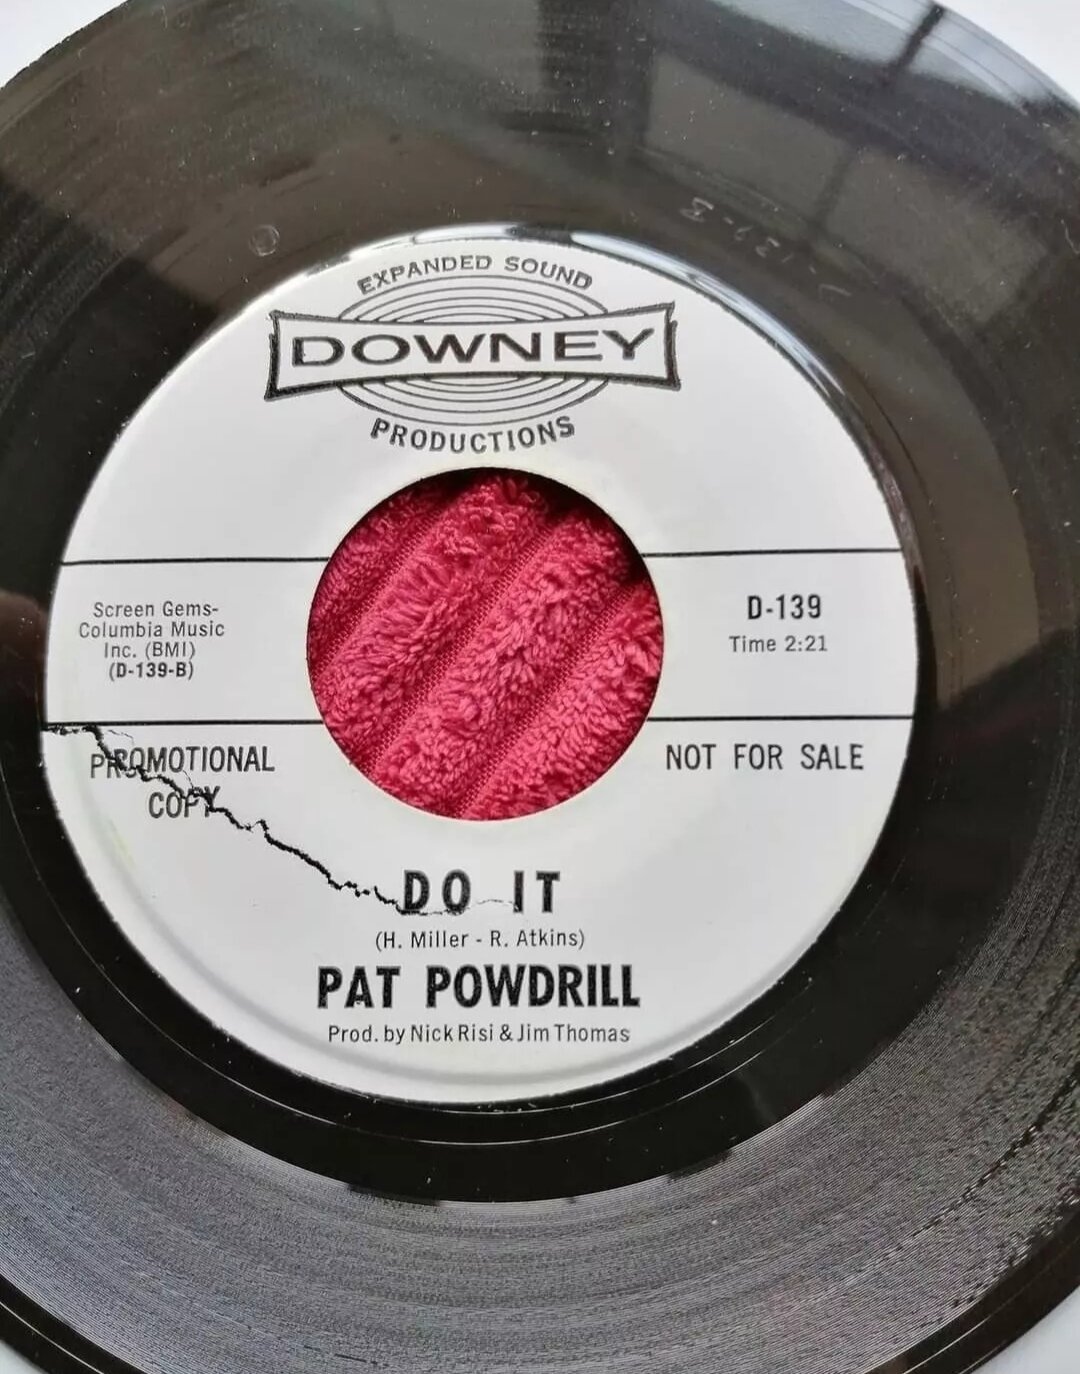 EXPANDED SOUND
DOWNEY
PRODUCTIONS
Screen Gems-
Columbia Music
Inc. (BMI)
(D-139-B)
D-139
Time 2:21
PROMOTIONAL
COPY
NOT FOR SALE
DO IT
(H. Miller - R. Atkins)
PAT POWDRILL
Prod. by Nick Risi & Jim Thomas